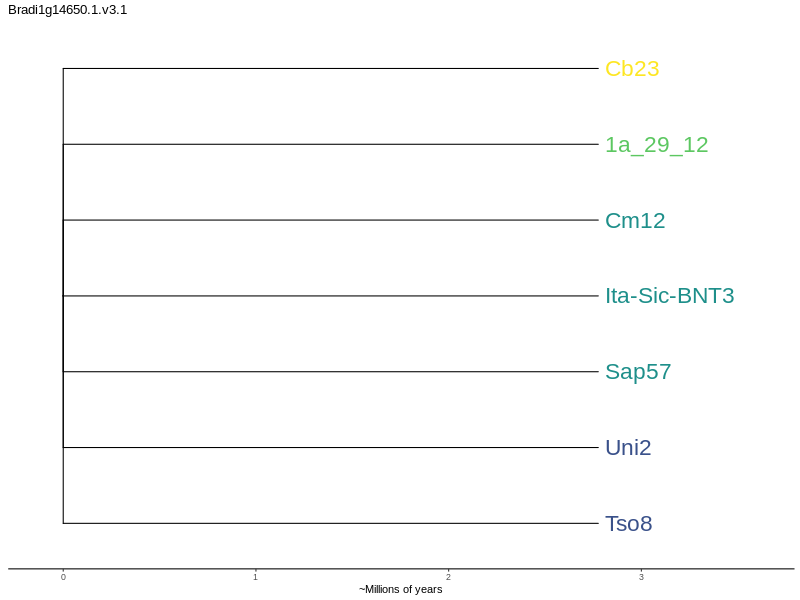 Bradi1g14650.1.v3.1
Cb23
1a_29_12
Cm12
Ita-Sic-BNT3
Sap57
Uni2
Tso8
0 1 2 3
~Millions of years